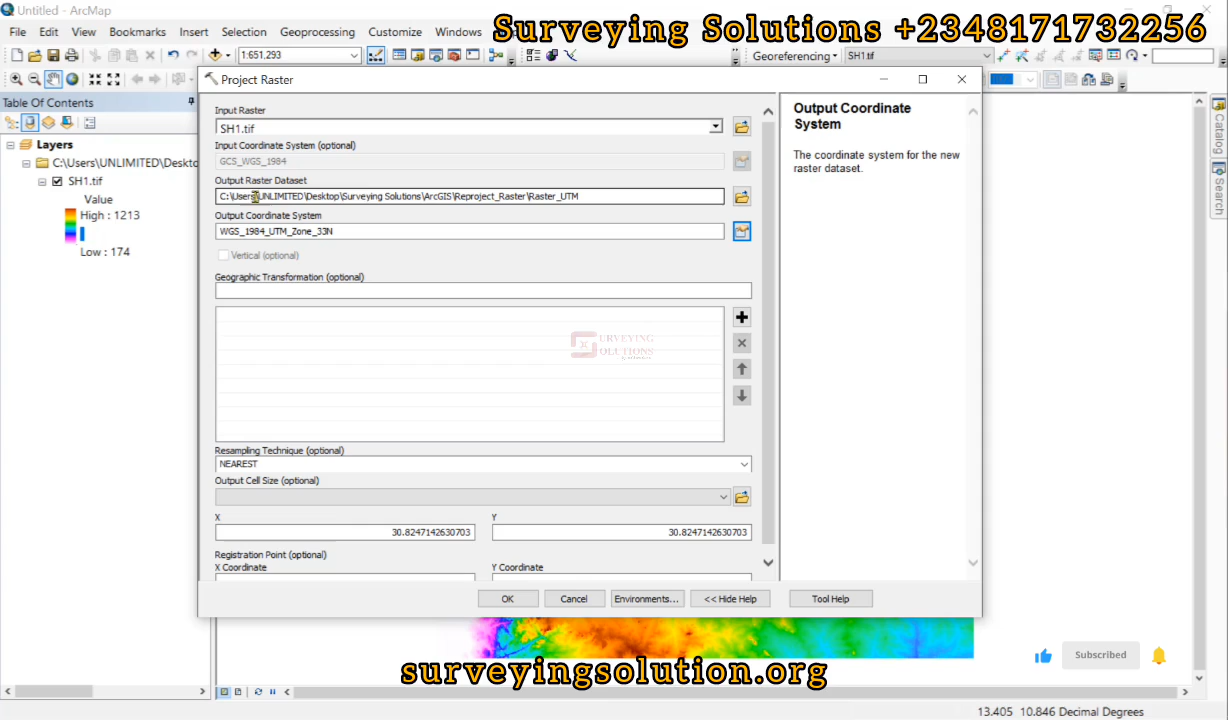 Untitled - ArcMap
Surveying Solutions +2348171732256
File Edit View Bookmarks Insert Selection Geoprocessing Customize Windows
1:651,293
Georeferencing SH1.tif
Table Of Contents
Layers
C:\Users\UNLIMITED\Deskto
SH1.tif
Value
High : 1213
Low : 174
Project Raster
Input Raster
SH1.tif
Input Coordinate System (optional)
GCS_WGS_1984
Output Raster Dataset
C:\Users\UNLIMITED\Desktop\Surveying Solutions\ArcGIS\Reproject_Raster\Raster_UTM
Output Coordinate System
WGS_1984_UTM_Zone_33N
Vertical (optional)
Geographic Transformation (optional)
SURVEYING
SOLUTIONS
Resampling Technique (optional)
NEAREST
Output Cell Size (optional)
X Y
30.8247142630703 30.8247142630703
Registration Point (optional)
X Coordinate Y Coordinate
OK Cancel Environments... << Hide Help Tool Help
Output Coordinate
System
The coordinate system for the new
raster dataset.
Catalog
Search
surveyingsolution.org
Subscribed
13.405 10.846 Decimal Degrees